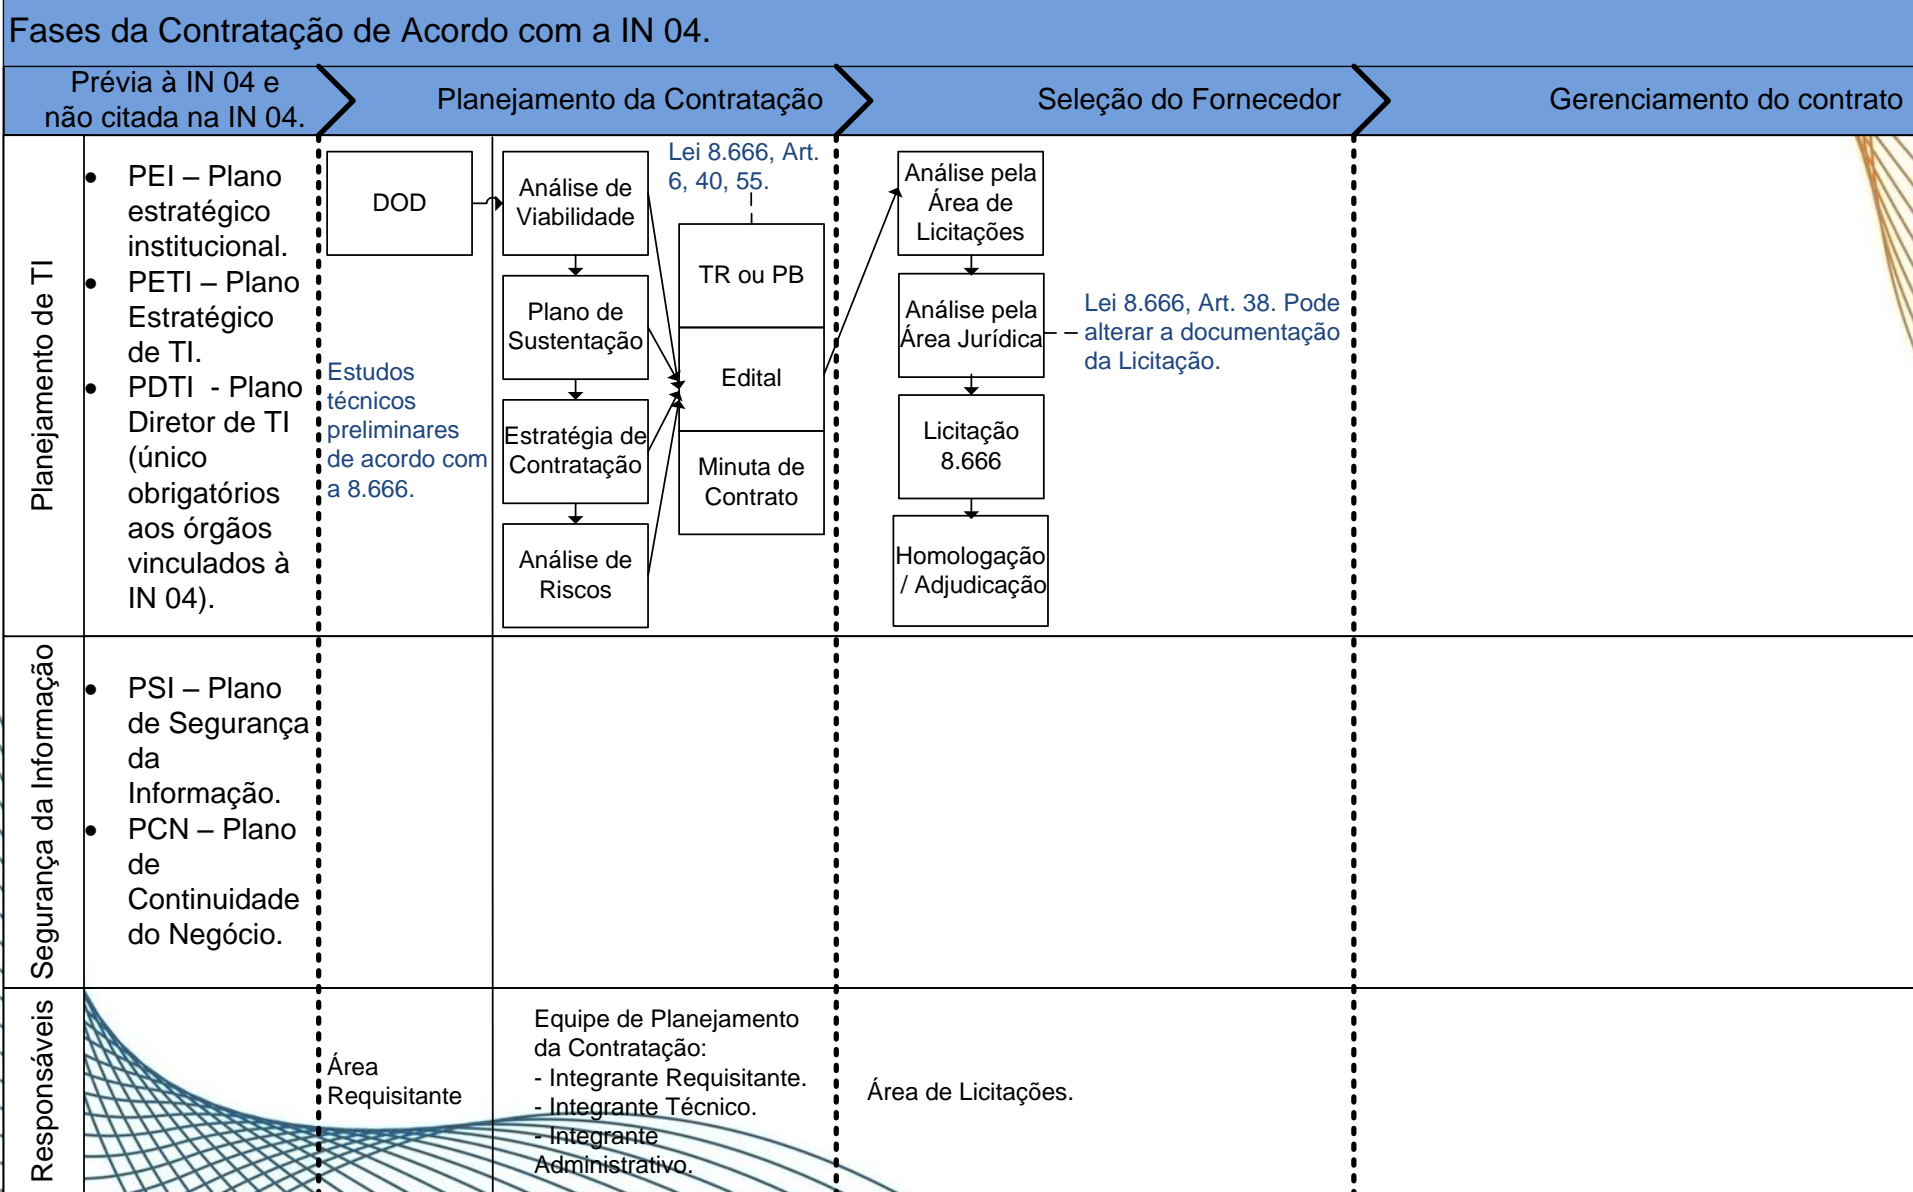 Fases da Contratação de Acordo com a IN 04.
Prévia à IN 04 e
não citada na IN 04.
Planejamento da Contratação
Seleção do Fornecedor
Gerenciamento do contrato
Planejamento de TI
• PEI – Plano
estratégico
institucional.
• PETI – Plano
Estratégico
de TI.
• PDTI - Plano
Diretor de TI
(único
obrigatórios
aos órgãos
vinculados à
IN 04).
DOD
Estudos
técnicos
preliminares
de acordo com
a 8.666.
Análise de
Viabilidade
Plano de
Sustentação
Estratégia de
Contratação
Análise de
Riscos
Lei 8.666, Art.
6, 40, 55.
TR ou PB
Edital
Minuta de
Contrato
Análise pela
Área de
Licitações
Análise pela
Área Jurídica
Licitação
8.666
Homologação
/ Adjudicação
Lei 8.666, Art. 38. Pode
alterar a documentação
da Licitação.
Segurança da Informação
• PSI – Plano
de Segurança
da
Informação.
• PCN – Plano
de
Continuidade
do Negócio.
Responsáveis
Área
Requisitante
Equipe de Planejamento
da Contratação:
- Integrante Requisitante.
- Integrante Técnico.
- Integrante
Administrativo.
Área de Licitações.